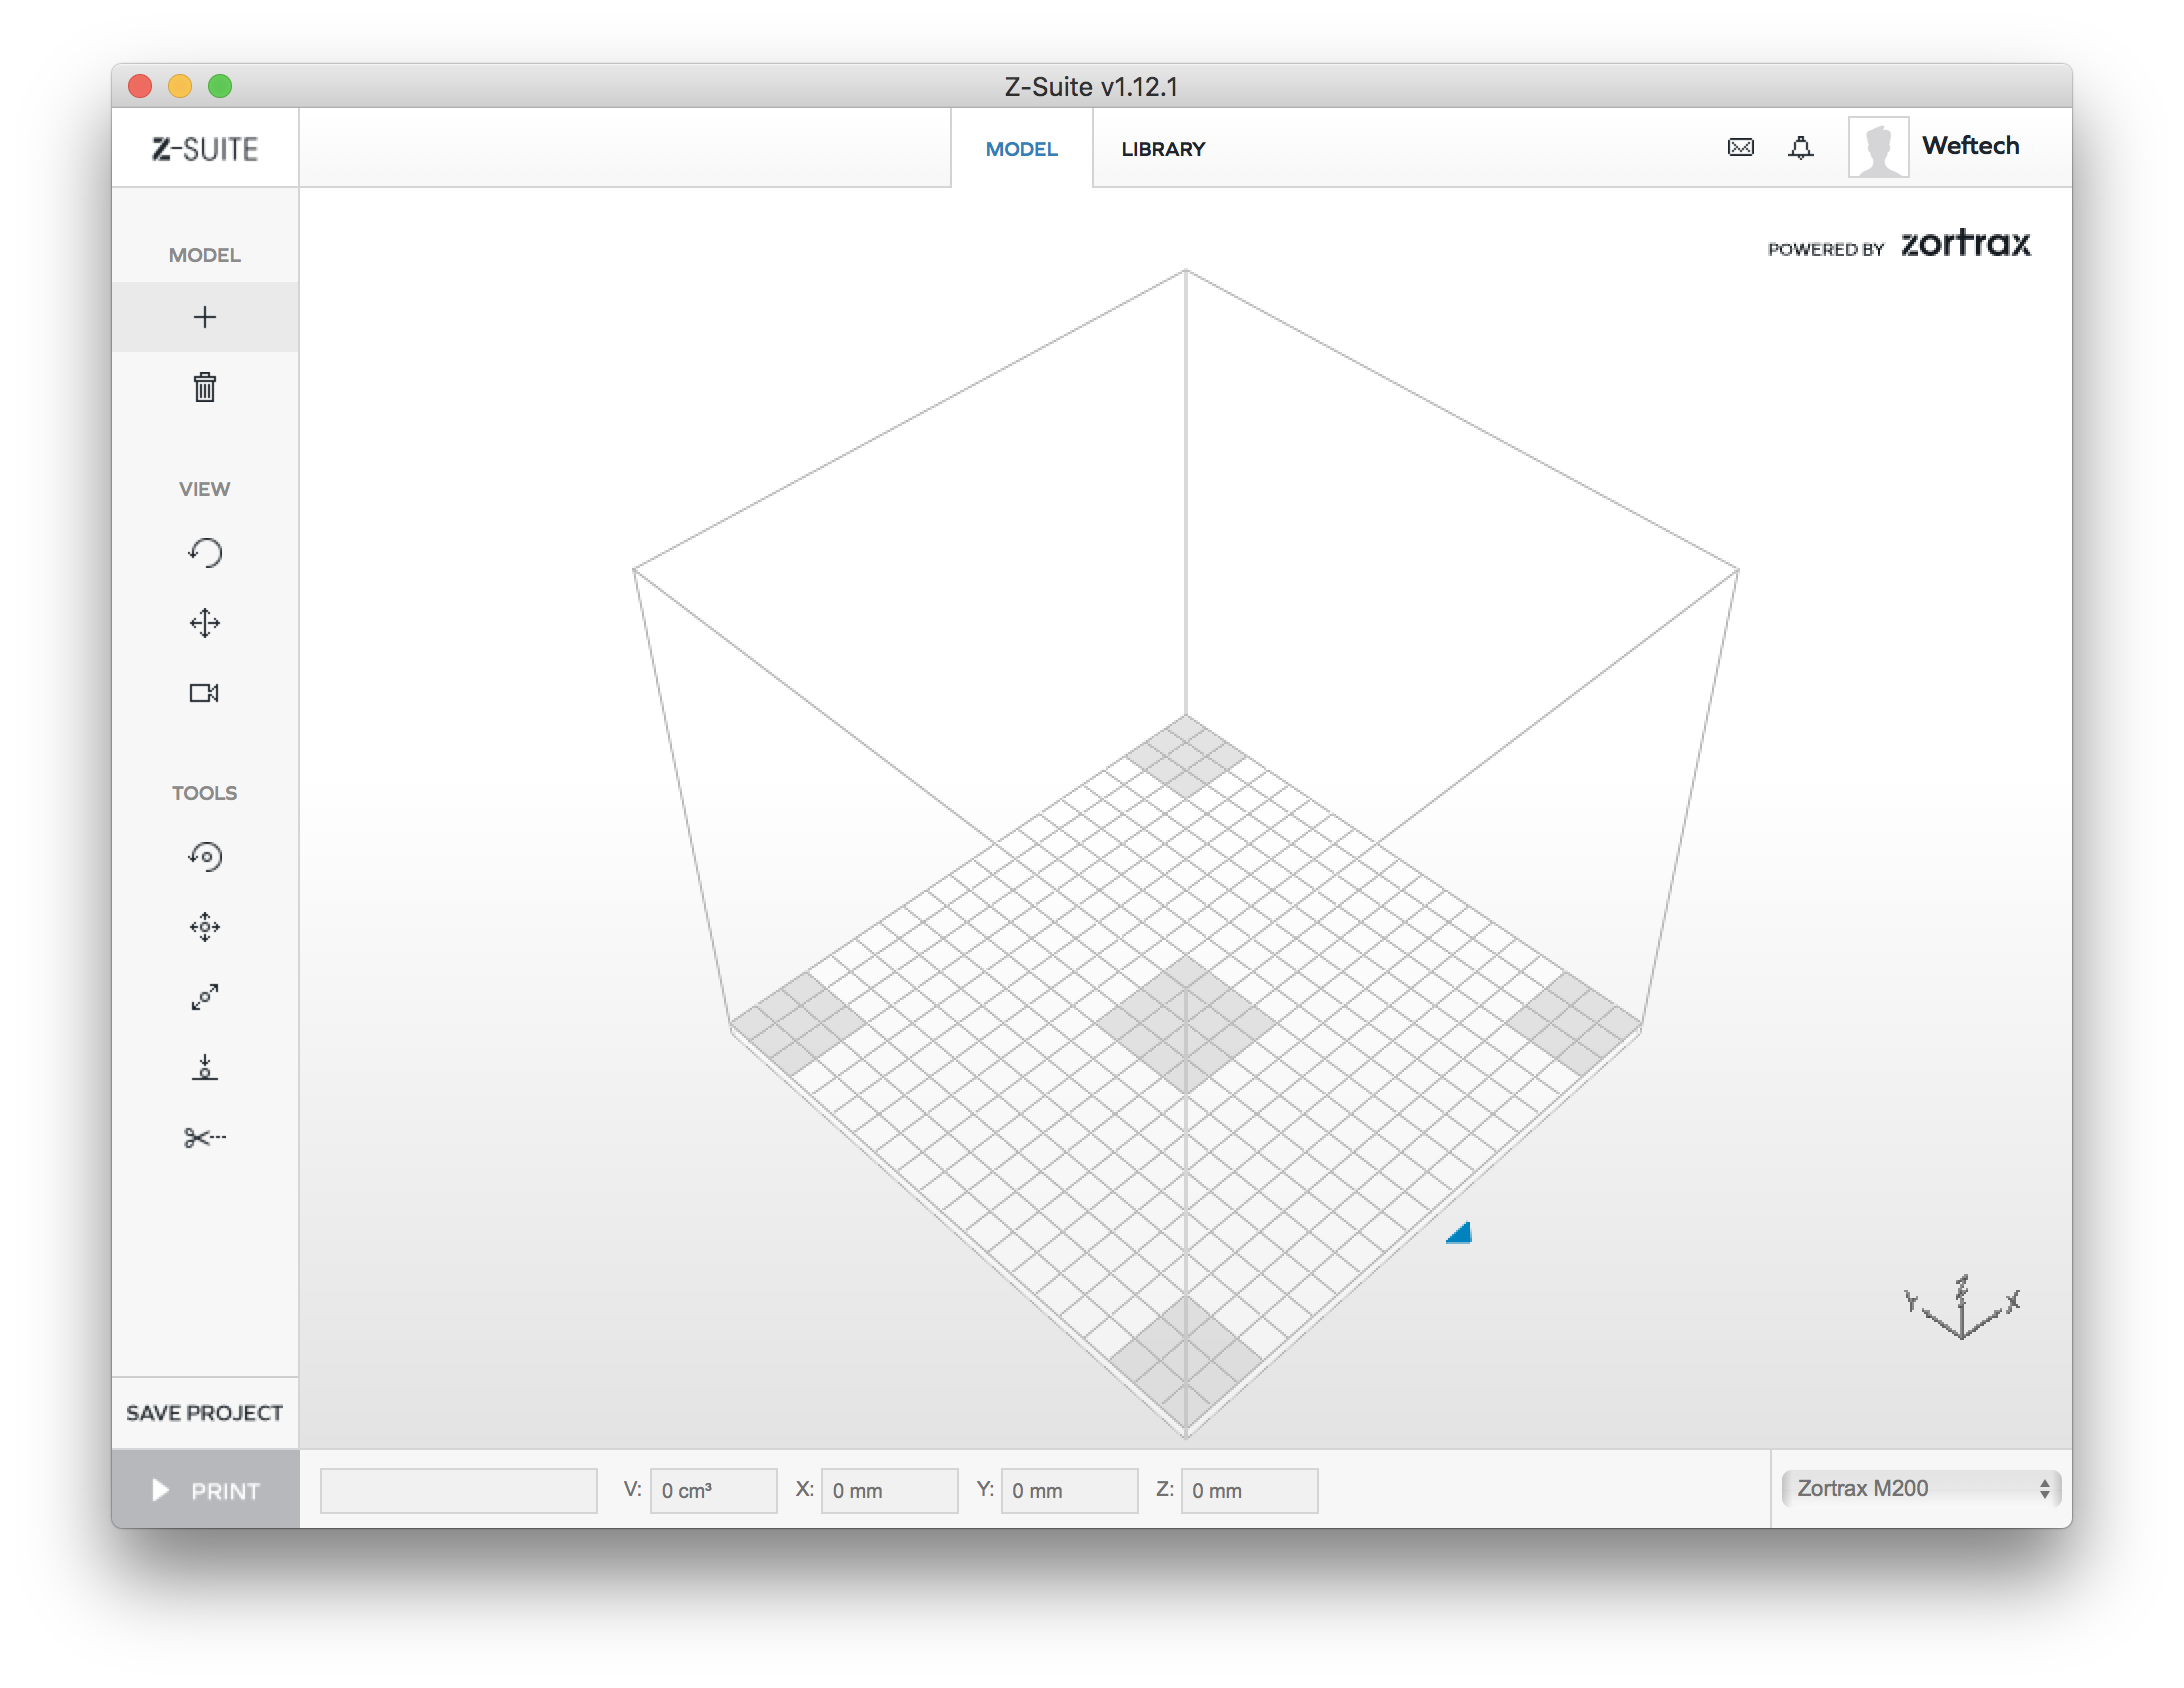 Z-Suite v1.12.1
Z-SUITE
MODEL
LIBRARY
Weftech
POWERED BY zortrax
MODEL
VIEW
TOOLS
Z
Y
X
SAVE PROJECT
PRINT
V: 0 cm³ X: 0 mm Y: 0 mm Z: 0 mm
Zortrax M200